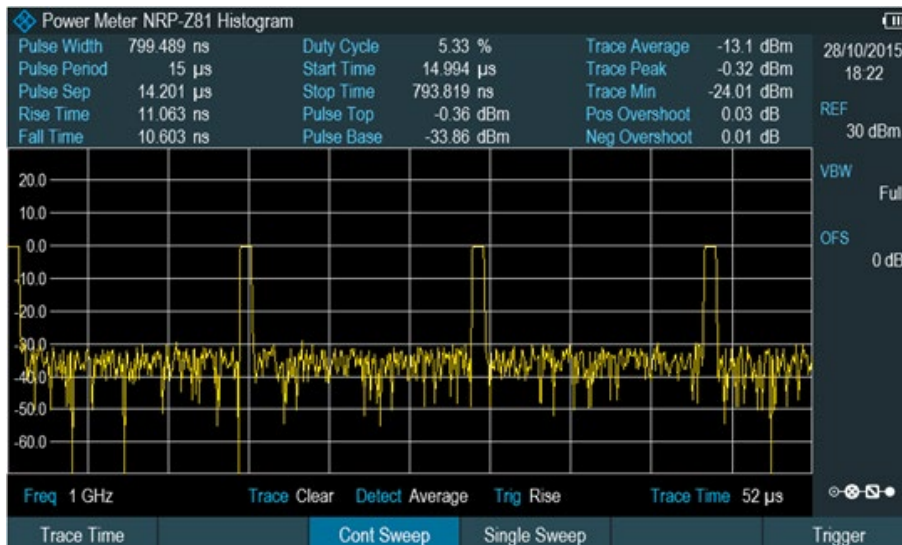 Power Meter NRP-Z81 Histogram
Pulse Width 799.489 ns Duty Cycle 5.33 % Trace Average -13.1 dBm
Pulse Period 15 µs Start Time 14.994 µs Trace Peak -0.32 dBm
Pulse Sep 14.201 µs Stop Time 793.819 ns Trace Min -24.01 dBm
Rise Time 11.063 ns Pulse Top -0.36 dBm Pos Overshoot 0.03 dB
Fall Time 10.603 ns Pulse Base -33.86 dBm Neg Overshoot 0.01 dB
28/10/2015
18:22
REF
30 dBm
VBW
Full
OFS
0 dB
20.0
10.0
0.0
-10.0
-20.0
-30.0
-40.0
-50.0
-60.0
Freq 1 GHz Trace Clear Detect Average Trig Rise Trace Time 52 µs
Trace Time Cont Sweep Single Sweep Trigger